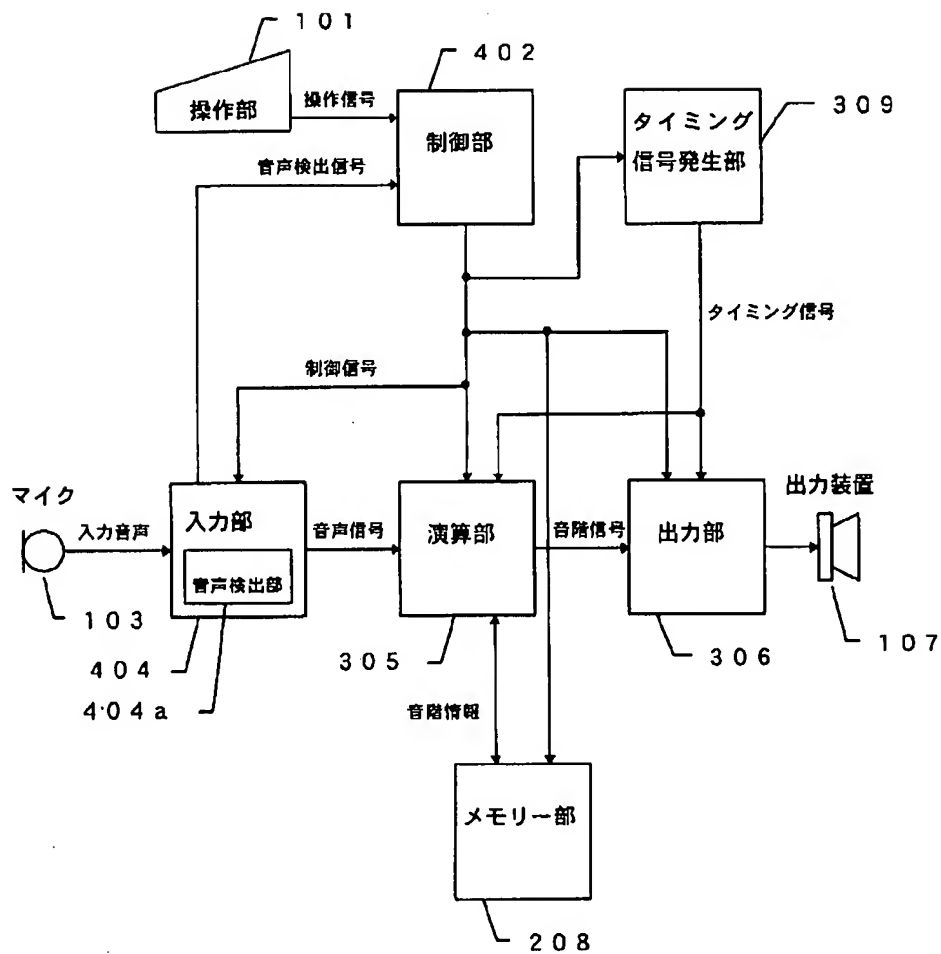 101
402
309
操作部
操作信号
制御部
タイミング
信号発生部
音声検出信号
タイミング信号
制御信号
マイク
入力音声
入力部
音声検出部
音声信号
演算部
音階信号
出力部
出力装置
103
404
404a
305
306
107
音階情報
メモリー部
208